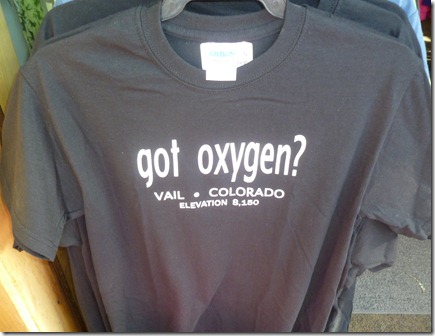 got oxygen?
VAIL • COLORADO
ELEVATION 8,150